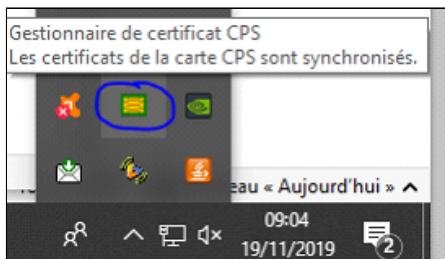 Gestionnaire de certificat CPS
Les certificats de la carte CPS sont synchronisés.
eau « Aujourd'hui »
09:04
19/11/2019
2